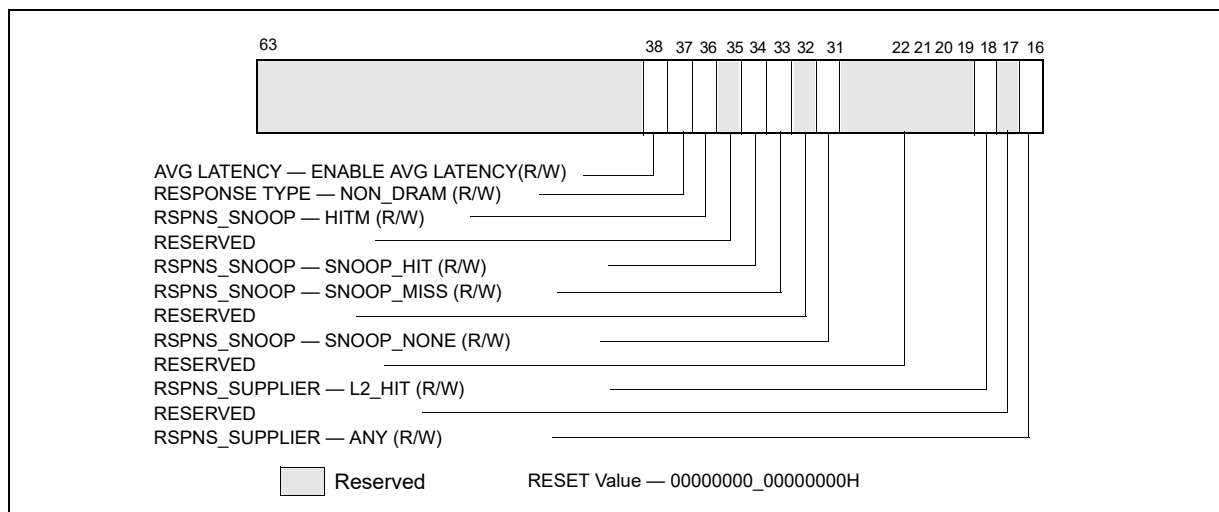 63 38 37 36 35 34 33 32 31 22 21 20 19 18 17 16
AVG LATENCY — ENABLE AVG LATENCY(R/W)
RESPONSE TYPE — NON_DRAM (R/W)
RSPNS_SNOOP — HITM (R/W)
RESERVED
RSPNS_SNOOP — SNOOP_HIT (R/W)
RSPNS_SNOOP — SNOOP_MISS (R/W)
RESERVED
RSPNS_SNOOP — SNOOP_NONE (R/W)
RESERVED
RSPNS_SUPPLIER — L2_HIT (R/W)
RESERVED
RSPNS_SUPPLIER — ANY (R/W)
Reserved RESET Value — 00000000_00000000H